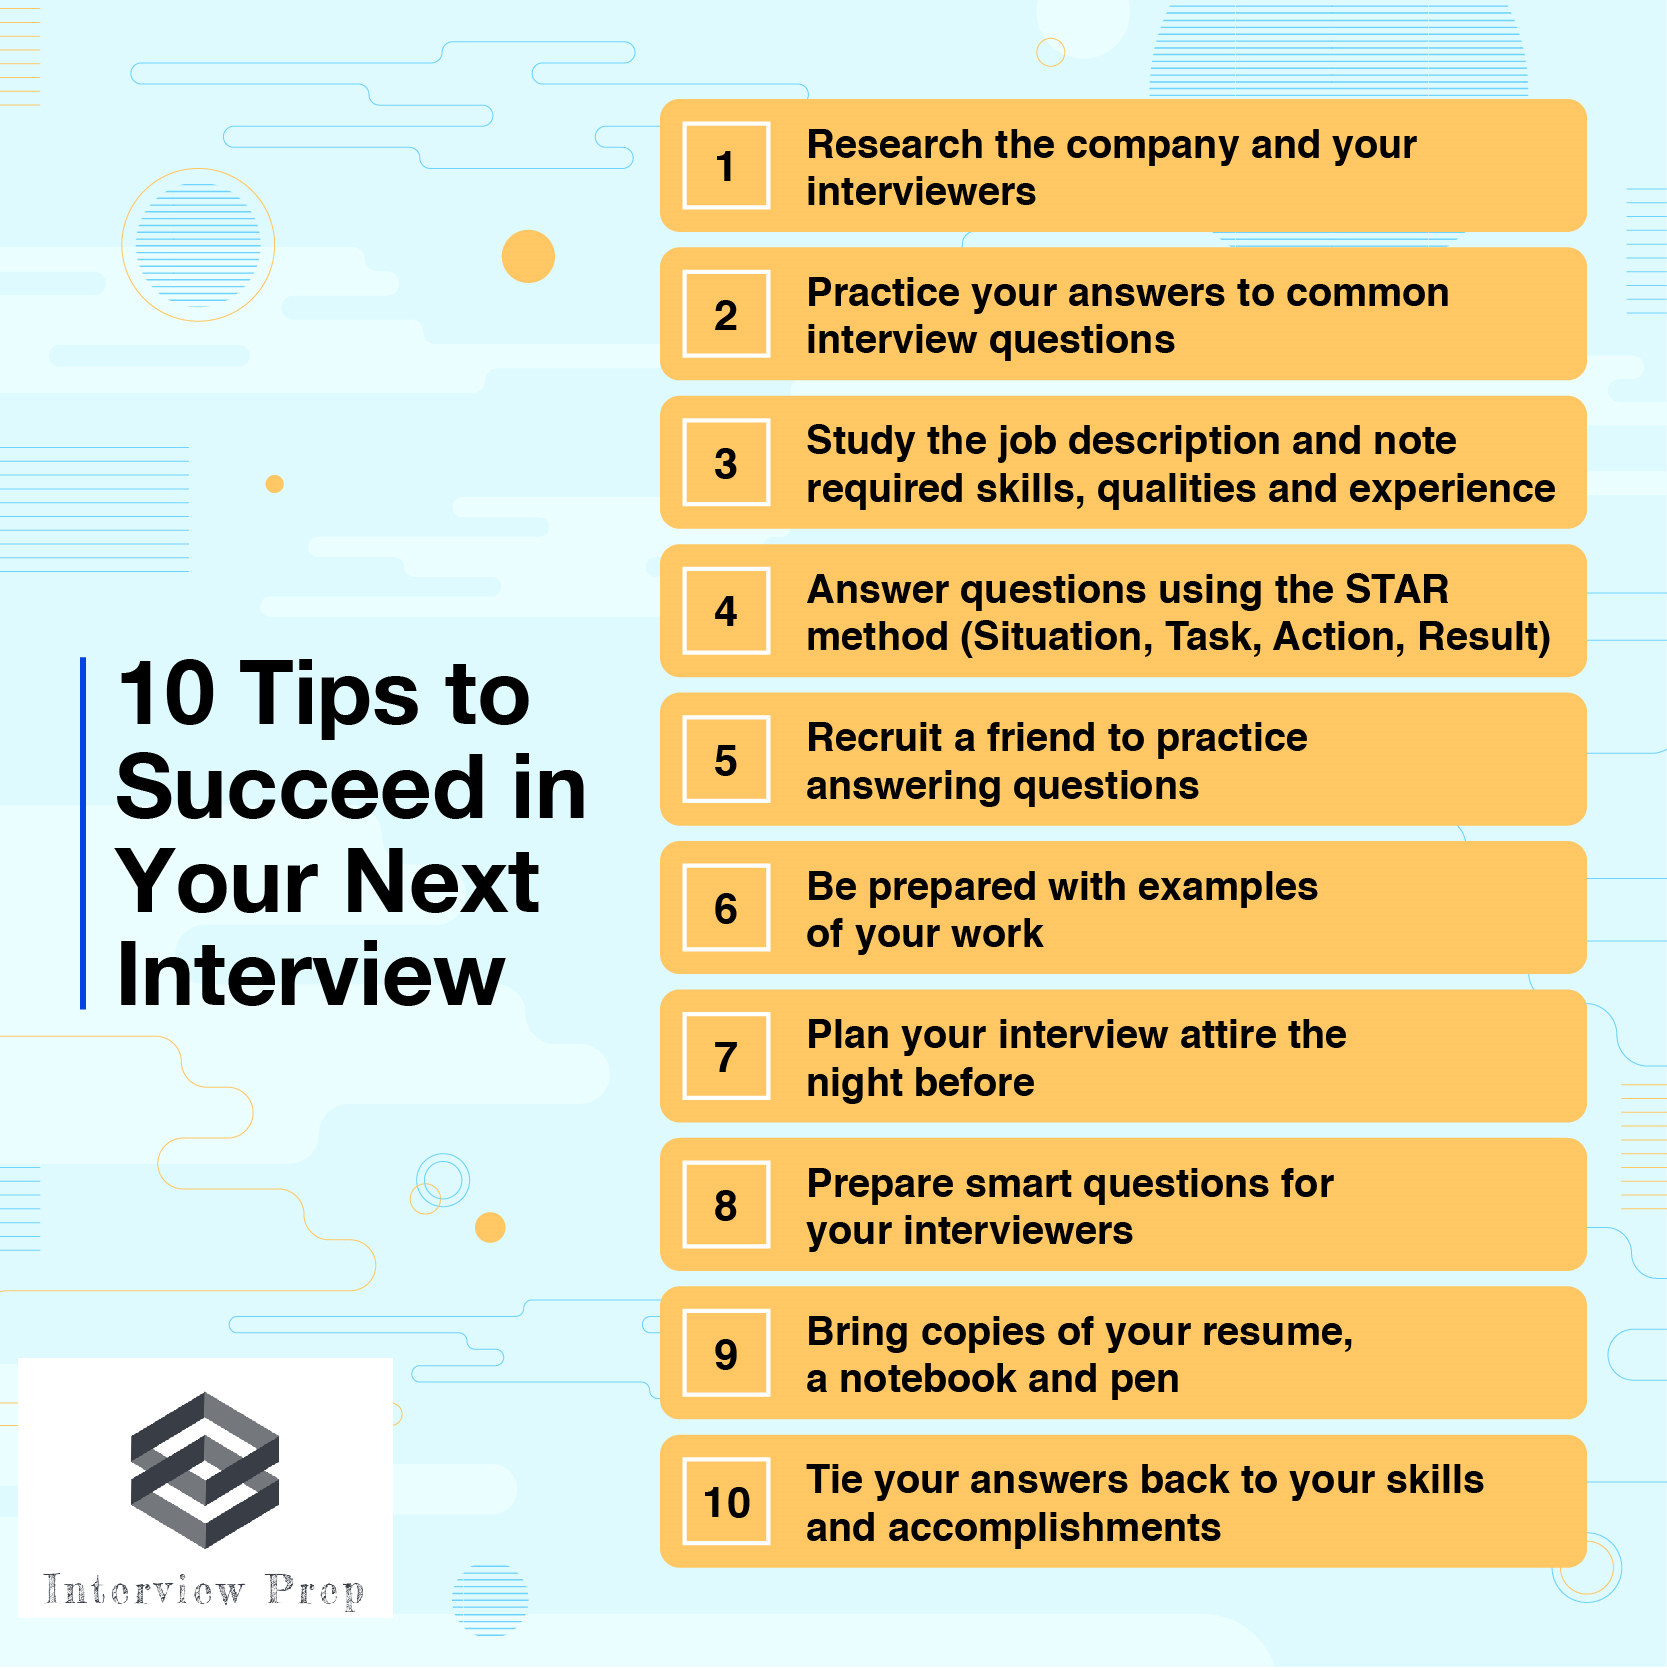 10 Tips to
Succeed in
Your Next
Interview
1
Research the company and your
interviewers
2
Practice your answers to common
interview questions
3
Study the job description and note
required skills, qualities and experience
4
Answer questions using the STAR
method (Situation, Task, Action, Result)
5
Recruit a friend to practice
answering questions
6
Be prepared with examples
of your work
7
Plan your interview attire the
night before
8
Prepare smart questions for
your interviewers
9
Bring copies of your resume,
a notebook and pen
10
Tie your answers back to your skills
and accomplishments
Interview Prep